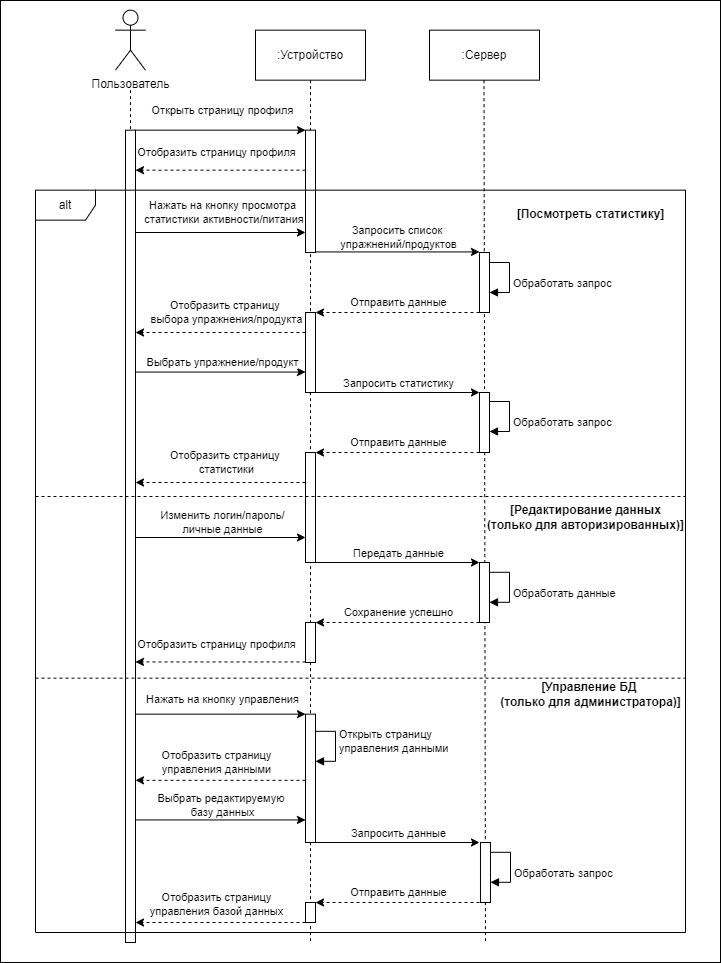 Пользователь
:Устройство
:Сервер
Открыть страницу профиля
Отобразить страницу профиля
alt
[Посмотреть статистику]
Нажать на кнопку просмотра
статистики активности/питания
Запросить список
упражнений/продуктов
Обработать запрос
Отправить данные
Отобразить страницу
выбора упражнения/продукта
Выбрать упражнение/продукт
Запросить статистику
Обработать запрос
Отправить данные
Отобразить страницу
статистики
[Редактирование данных
(только для авторизированных)]
Изменить логин/пароль/
личные данные
Передать данные
Обработать данные
Сохранение успешно
Отобразить страницу профиля
[Управление БД
(только для администратора)]
Нажать на кнопку управления
Открыть страницу
управления данными
Отобразить страницу
управления данными
Выбрать редактируемую
базу данных
Запросить данные
Обработать запрос
Отправить данные
Отобразить страницу
управления базой данных